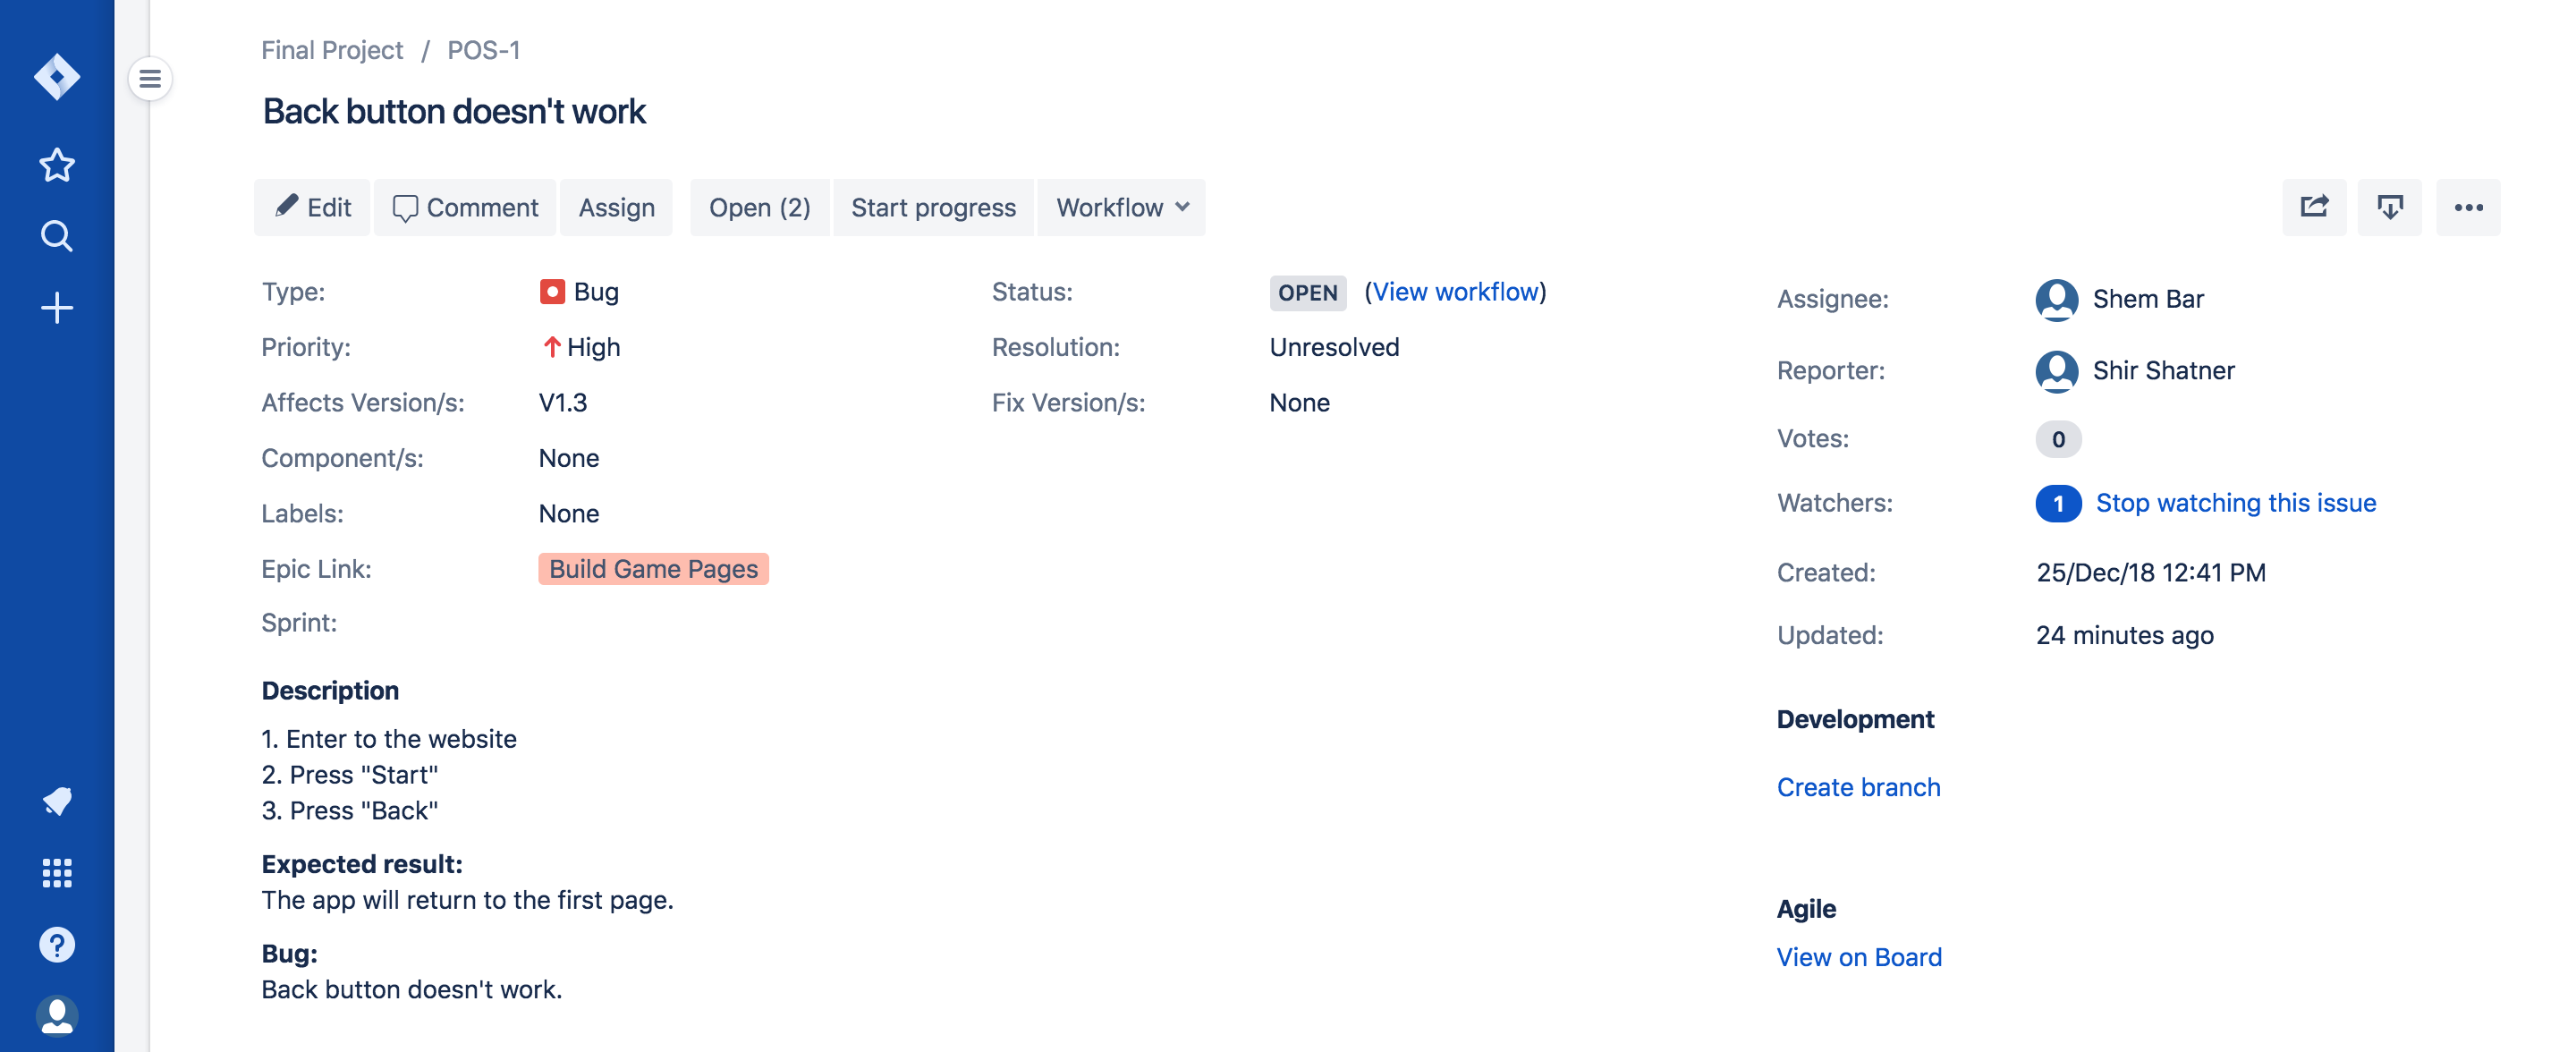 Final Project / POS-1
Back button doesn't work
Edit Comment Assign Open (2) Start progress Workflow
Type: Bug
Priority: High
Affects Version/s: V1.3
Component/s: None
Labels: None
Epic Link: Build Game Pages
Sprint:
Status: OPEN (View workflow)
Resolution: Unresolved
Fix Version/s: None
Assignee: Shem Bar
Reporter: Shir Shatner
Votes: 0
Watchers: 1 Stop watching this issue
Created: 25/Dec/18 12:41 PM
Updated: 24 minutes ago
Description
1. Enter to the website
2. Press "Start"
3. Press "Back"
Expected result:
The app will return to the first page.
Bug:
Back button doesn't work.
Development
Create branch
Agile
View on Board